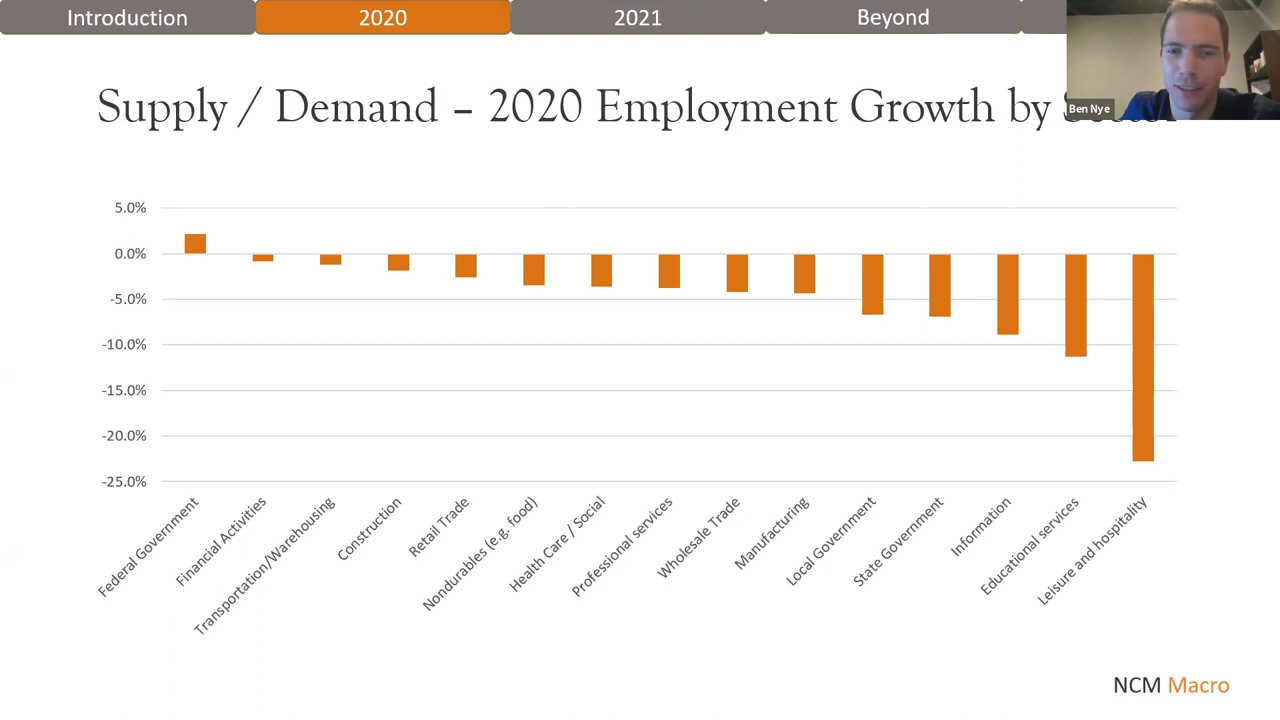 Introduction
2020
2021
Beyond
Ben Nye
Supply / Demand – 2020 Employment Growth by
5.0%
0.0%
-5.0%
-10.0%
-15.0%
-20.0%
-25.0%
Federal Government
Financial Activities
Transportation/Warehousing
Construction
Retail Trade
Nondurables (e.g. food)
Health Care / Social
Professional services
Wholesale Trade
Manufacturing
Local Government
State Government
Information
Educational services
Leisure and hospitality
NCM Macro